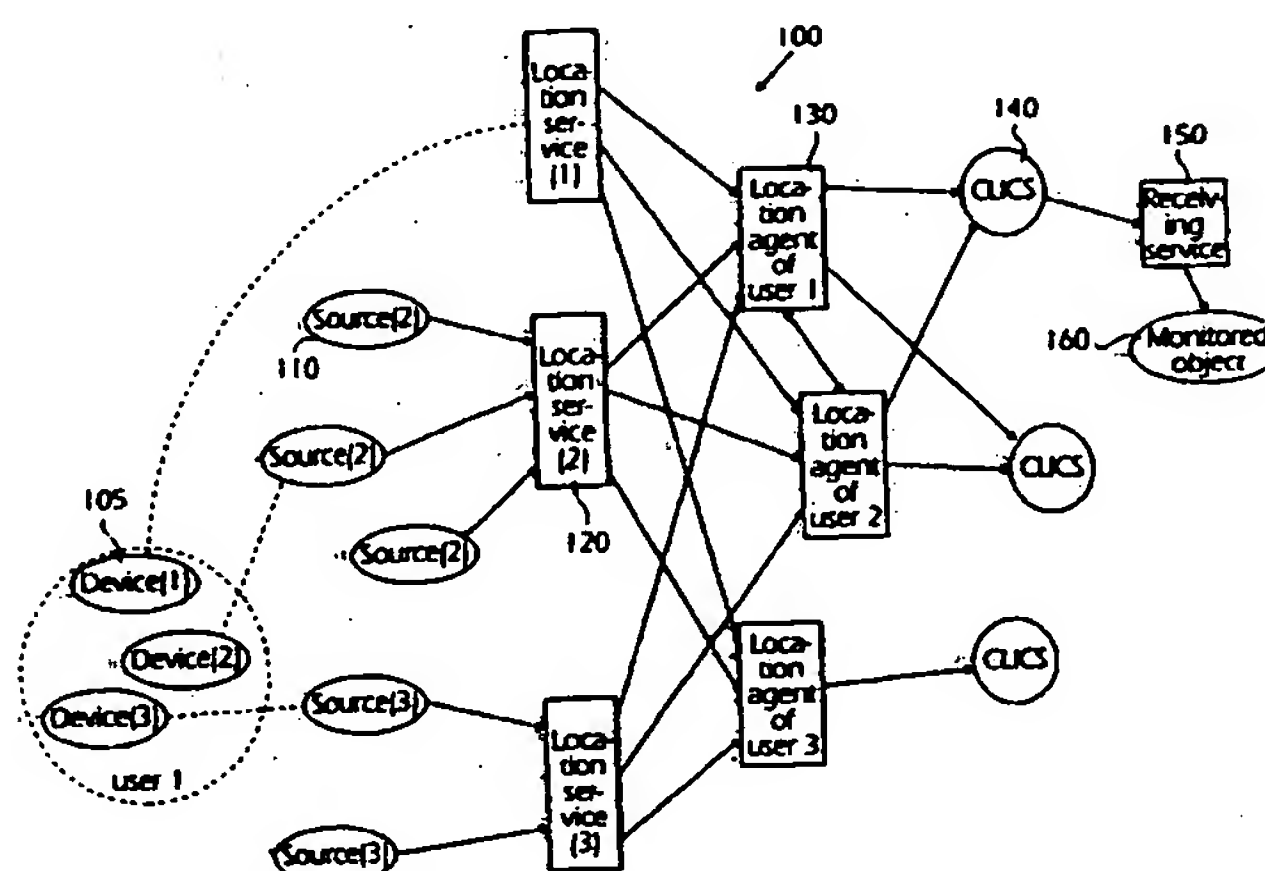 100
Loca-
tion
ser-
vice
(1)
130
140
150
Loca-
tion
agent
of
user 1
CLICS
Receiv-
ing
service
Source(2)
110
Loca-
tion
ser-
vice
(2)
160
Monitored
object
Source(2)
Loca-
tion
agent
of
user 2
CLICS
105
Source(2)
120
Device(1)
Device(2)
Device(3)
user 1
Source(3)
Loca-
tion
agent
of
user 3
CLICS
Loca-
tion
ser-
vice
(3)
Source(3)